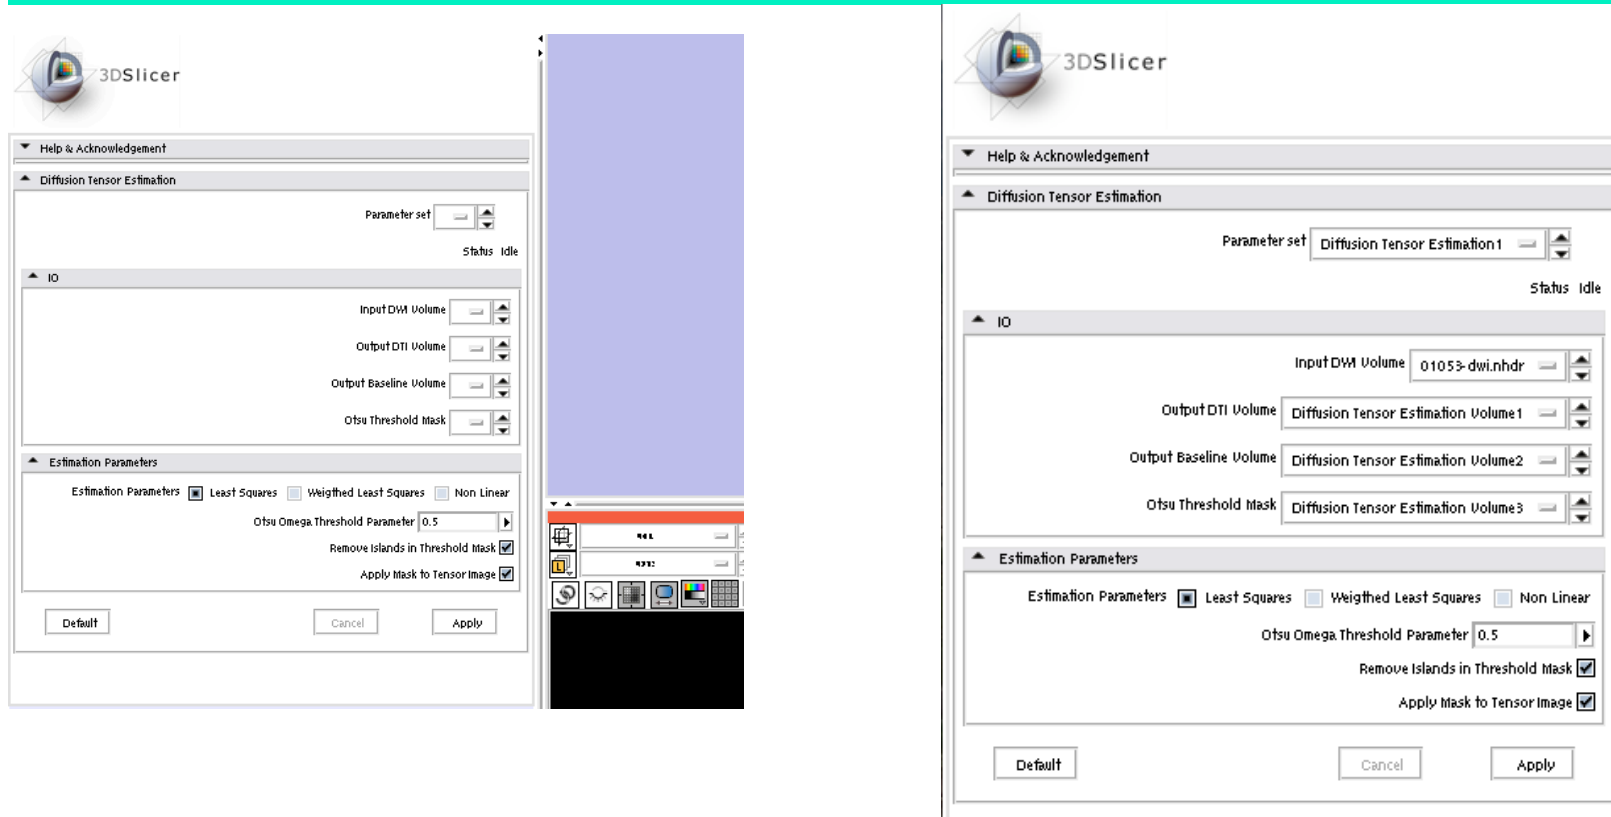 3DSlicer
Help & Acknowledgement
Diffusion Tensor Estimation
Parameter set
Status Idle
IO
Input DWI Volume
Output DTI Volume
Output Baseline Volume
Otsu Threshold Mask
Estimation Parameters
Estimation Parameters Least Squares Weigthed Least Squares Non Linear
Otsu Omega Threshold Parameter 0.5
Remove Islands in Threshold Mask
Apply Mask to Tensor Image
Default Cancel Apply
L
3DSlicer
Help & Acknowledgement
Diffusion Tensor Estimation
Parameter set Diffusion Tensor Estimation1
Status Idle
IO
Input DWI Volume 01053-dwi.nhdr
Output DTI Volume Diffusion Tensor Estimation Volume1
Output Baseline Volume Diffusion Tensor Estimation Volume2
Otsu Threshold Mask Diffusion Tensor Estimation Volume3
Estimation Parameters
Estimation Parameters Least Squares Weigthed Least Squares Non Linear
Otsu Omega Threshold Parameter 0.5
Remove Islands in Threshold Mask
Apply Mask to Tensor Image
Default Cancel Apply